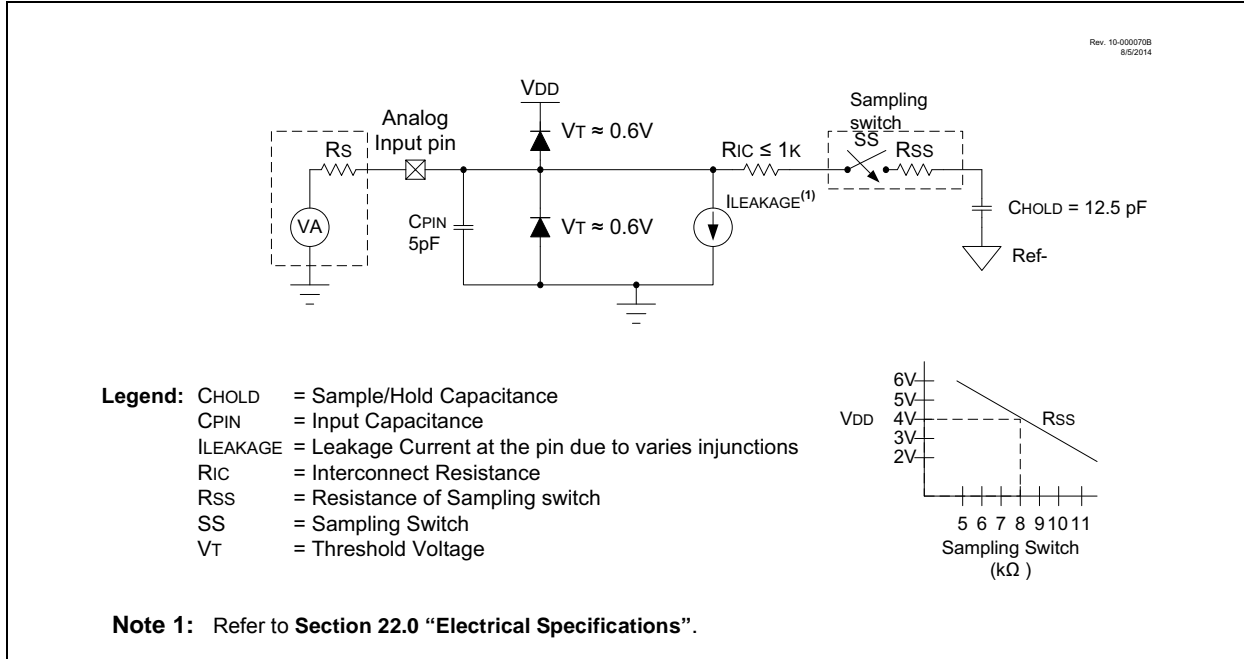 Rev. 10-000070B
8/5/2014
VDD
Analog
Input pin
VT ≈ 0.6V
Sampling
switch
SS
RS
RIC ≤ 1K
RSS
VA
CPIN
5pF
VT ≈ 0.6V
ILEAKAGE(1)
CHOLD = 12.5 pF
Ref-
Legend: CHOLD = Sample/Hold Capacitance
CPIN = Input Capacitance
ILEAKAGE = Leakage Current at the pin due to varies injunctions
RIC = Interconnect Resistance
RSS = Resistance of Sampling switch
SS = Sampling Switch
VT = Threshold Voltage
6V
5V
VDD 4V RSS
3V
2V
5 6 7 8 9 10 11
Sampling Switch
(kΩ )
Note 1: Refer to Section 22.0 “Electrical Specifications”.